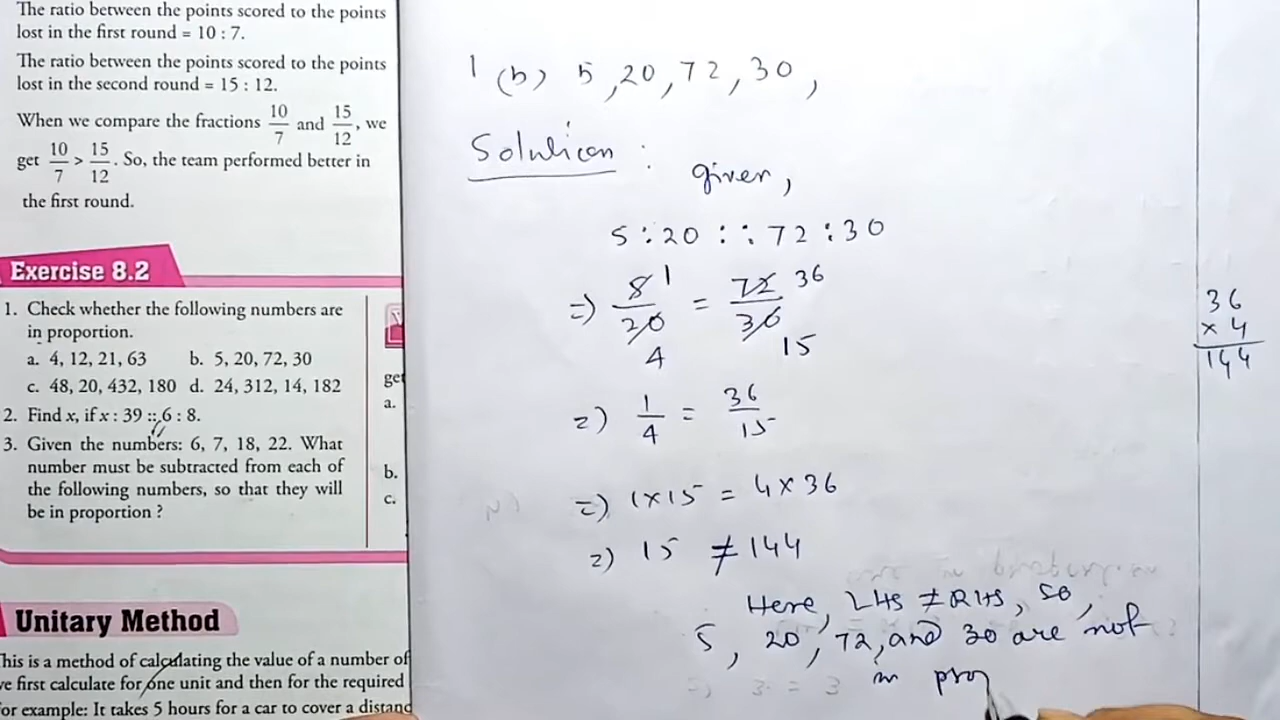 The ratio between the points scored to the points
lost in the first round = 10 : 7.
The ratio between the points scored to the points
lost in the second round = 15 : 12.
When we compare the fractions 10/7 and 15/12, we
get 10/7 > 15/12. So, the team performed better in
the first round.
Exercise 8.2
1. Check whether the following numbers are
in proportion.
a. 4, 12, 21, 63 b. 5, 20, 72, 30
c. 48, 20, 432, 180 d. 24, 312, 14, 182
2. Find x, if x : 39 :: 6 : 8.
3. Given the numbers: 6, 7, 18, 22. What
number must be subtracted from each of
the following numbers, so that they will
be in proportion ?
get
a.
b.
c.
Unitary Method
This is a method of calculating the value of a number of
we first calculate for one unit and then for the required
for example: It takes 5 hours for a car to cover a distanc
1 (b) 5, 20, 72, 30,
Solution :
given,
5 : 20 :: 72 : 30
=> 5/20 = 72/30
1 36
4 15
=> 1/4 = 36/15
=> 1 x 15 = 4 x 36
=> 15 ≠ 144
Here, LHS ≠ RHS, so,
5, 20, 72, and 30 are not
in prop
36
x 4
144